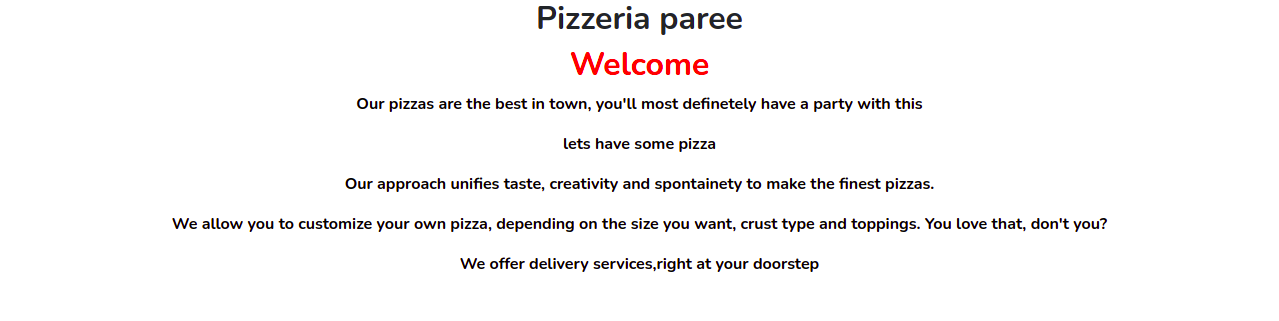 Pizzeria paree
Welcome
Our pizzas are the best in town, you'll most definetely have a party with this
lets have some pizza
Our approach unifies taste, creativity and spontainety to make the finest pizzas.
We allow you to customize your own pizza, depending on the size you want, crust type and toppings. You love that, don't you?
We offer delivery services,right at your doorstep